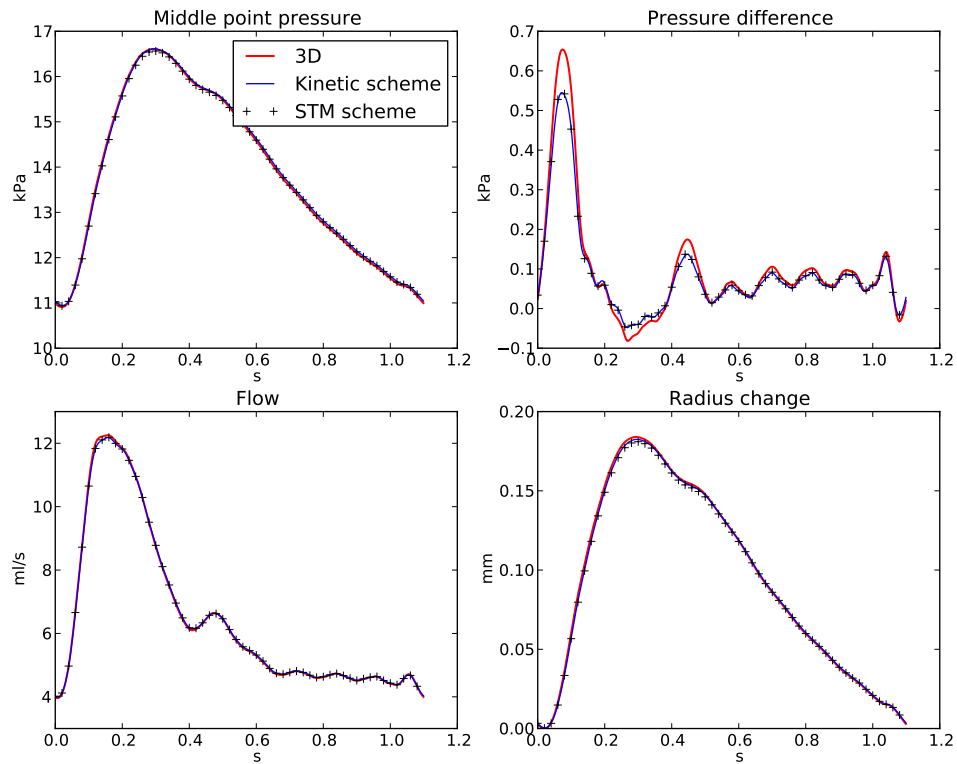 Middle point pressure
17
16
15
14
13
12
11
10
kPa
0.0 0.2 0.4 0.6 0.8 1.0 1.2
s
3D
Kinetic scheme
STM scheme
Pressure difference
0.7
0.6
0.5
0.4
0.3
0.2
0.1
0.0
−0.1
kPa
0.0 0.2 0.4 0.6 0.8 1.0 1.2
s
Flow
12
10
8
6
4
ml/s
0.0 0.2 0.4 0.6 0.8 1.0 1.2
s
Radius change
0.20
0.15
0.10
0.05
0.00
mm
0.0 0.2 0.4 0.6 0.8 1.0 1.2
s